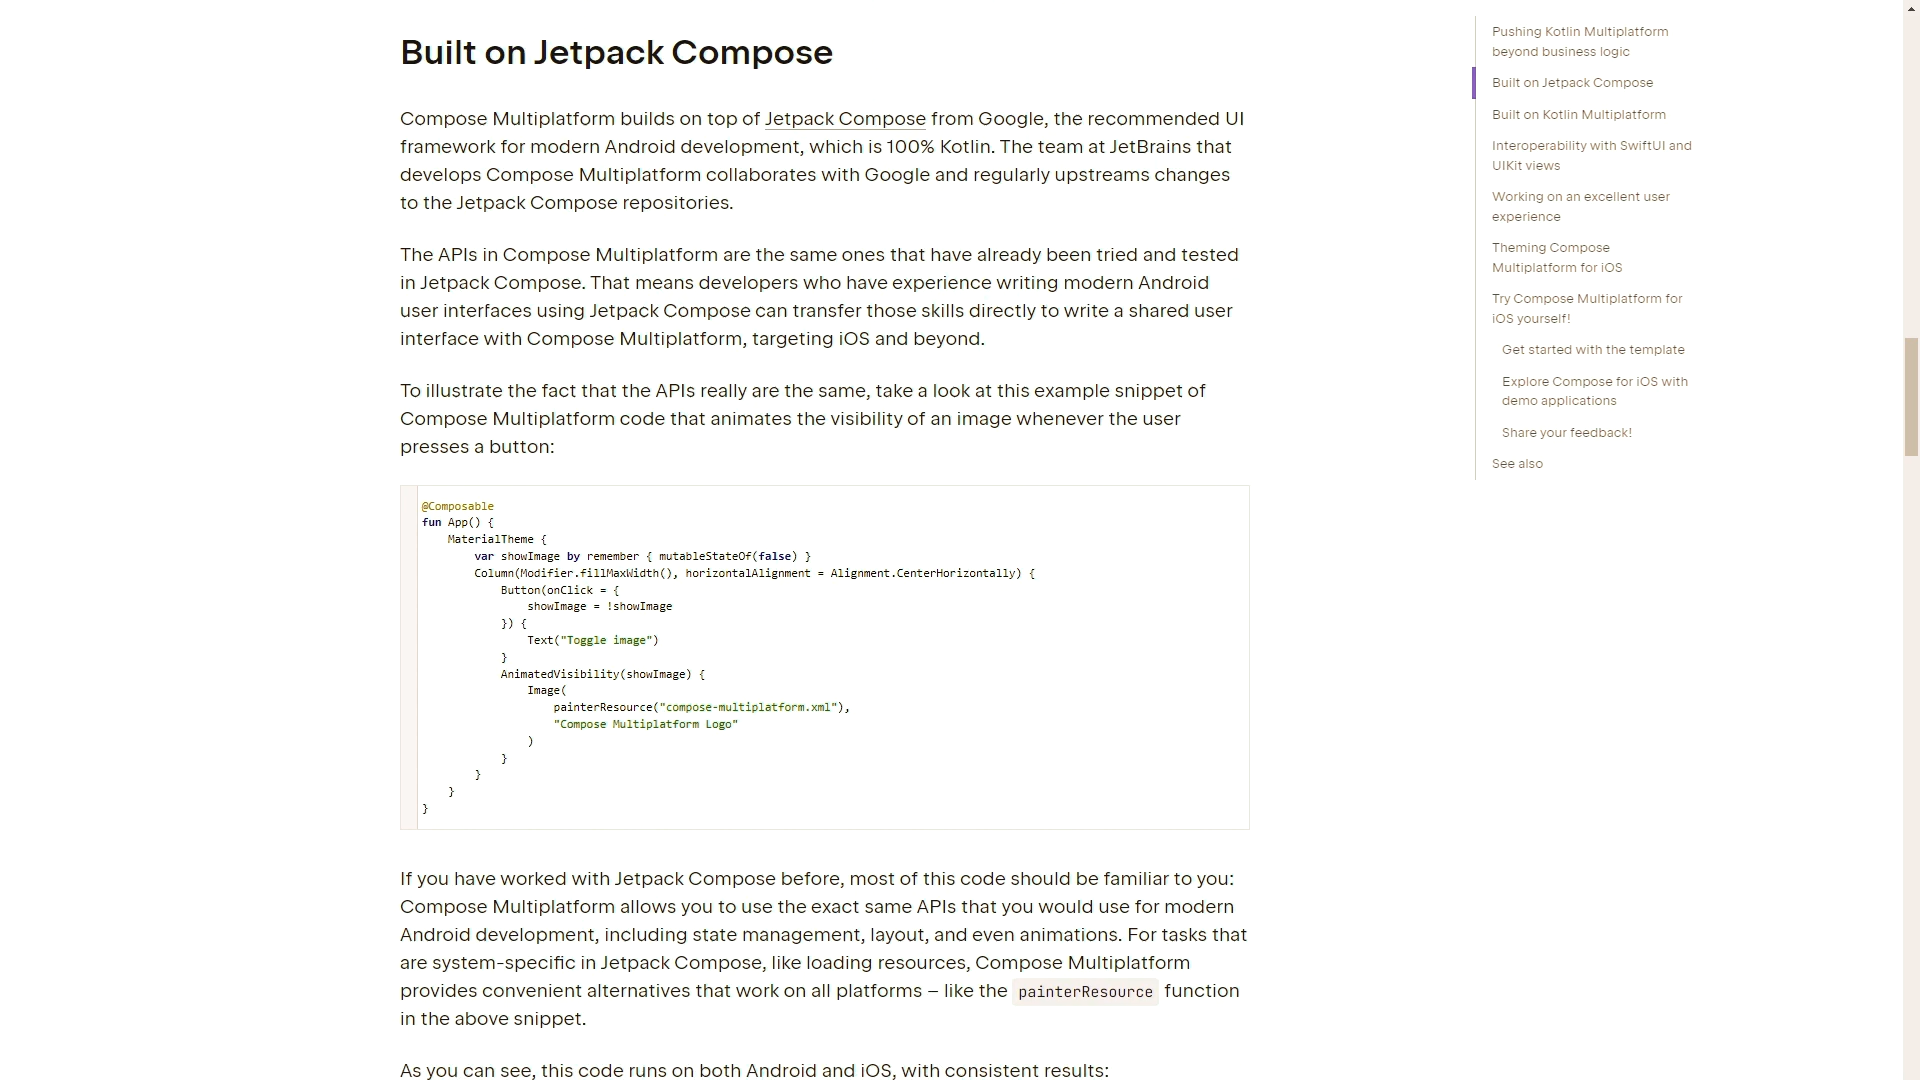 Built on Jetpack Compose
Compose Multiplatform builds on top of Jetpack Compose from Google, the recommended UI
framework for modern Android development, which is 100% Kotlin. The team at JetBrains that
develops Compose Multiplatform collaborates with Google and regularly upstreams changes
to the Jetpack Compose repositories.
The APIs in Compose Multiplatform are the same ones that have already been tried and tested
in Jetpack Compose. That means developers who have experience writing modern Android
user interfaces using Jetpack Compose can transfer those skills directly to write a shared user
interface with Compose Multiplatform, targeting iOS and beyond.
To illustrate the fact that the APIs really are the same, take a look at this example snippet of
Compose Multiplatform code that animates the visibility of an image whenever the user
presses a button:
@Composable
fun App() {
    MaterialTheme {
        var showImage by remember { mutableStateOf(false) }
        Column(Modifier.fillMaxWidth(), horizontalAlignment = Alignment.CenterHorizontally) {
            Button(onClick = {
                showImage = !showImage
            }) {
                Text("Toggle image")
            }
            AnimatedVisibility(showImage) {
                Image(
                    painterResource("compose-multiplatform.xml"),
                    "Compose Multiplatform Logo"
                )
            }
        }
    }
}
If you have worked with Jetpack Compose before, most of this code should be familiar to you:
Compose Multiplatform allows you to use the exact same APIs that you would use for modern
Android development, including state management, layout, and even animations. For tasks that
are system-specific in Jetpack Compose, like loading resources, Compose Multiplatform
provides convenient alternatives that work on all platforms – like the painterResource function
in the above snippet.
As you can see, this code runs on both Android and iOS, with consistent results:
Pushing Kotlin Multiplatform
beyond business logic
Built on Jetpack Compose
Built on Kotlin Multiplatform
Interoperability with SwiftUI and
UIKit views
Working on an excellent user
experience
Theming Compose
Multiplatform for iOS
Try Compose Multiplatform for
iOS yourself!
Get started with the template
Explore Compose for iOS with
demo applications
Share your feedback!
See also